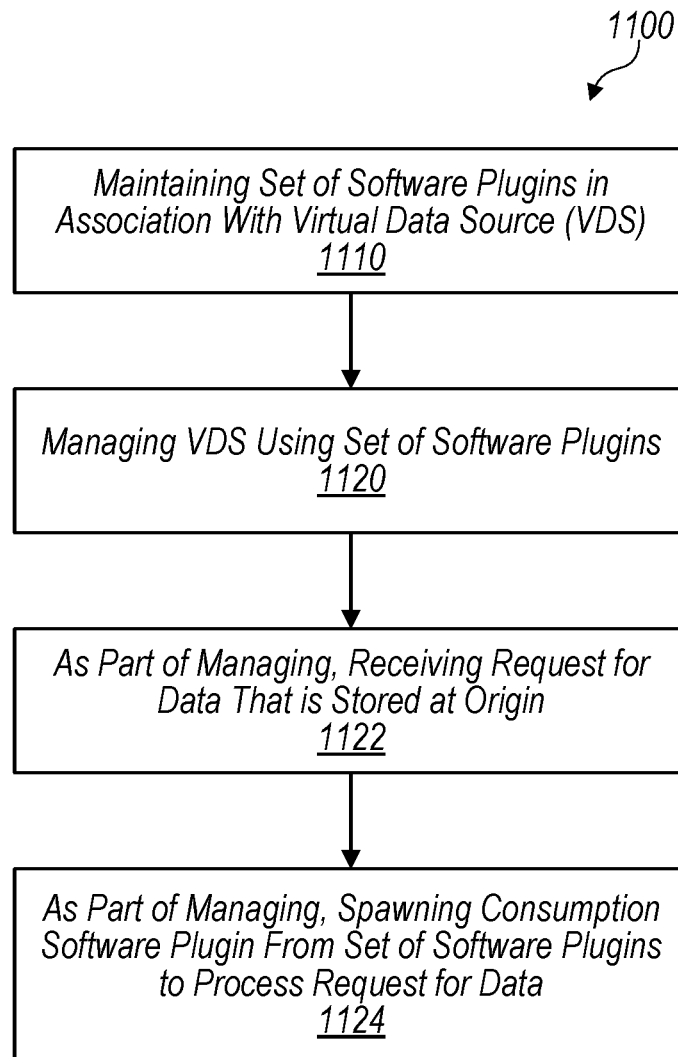 1100
Maintaining Set of Software Plugins in
Association With Virtual Data Source (VDS)
1110
Managing VDS Using Set of Software Plugins
1120
As Part of Managing, Receiving Request for
Data That is Stored at Origin
1122
As Part of Managing, Spawning Consumption
Software Plugin From Set of Software Plugins
to Process Request for Data
1124